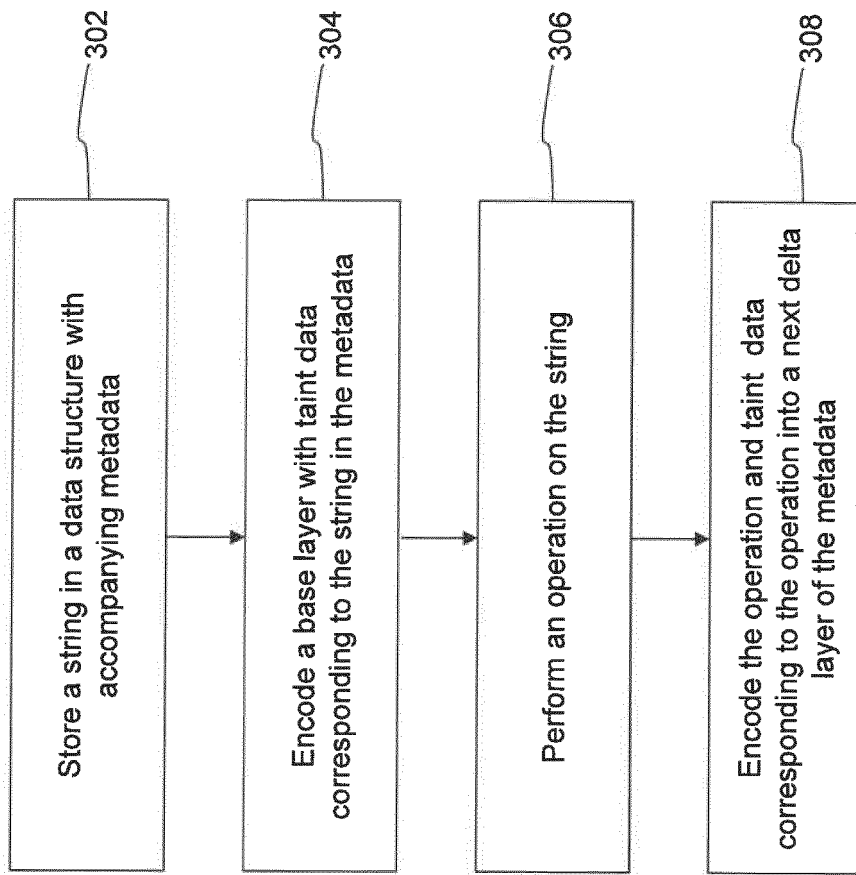 Store a string in a data structure with
accompanying metadata
302
Encode a base layer with taint data
corresponding to the string in the metadata
304
Perform an operation on the string
306
Encode the operation and taint data
corresponding to the operation into a next delta
layer of the metadata
308